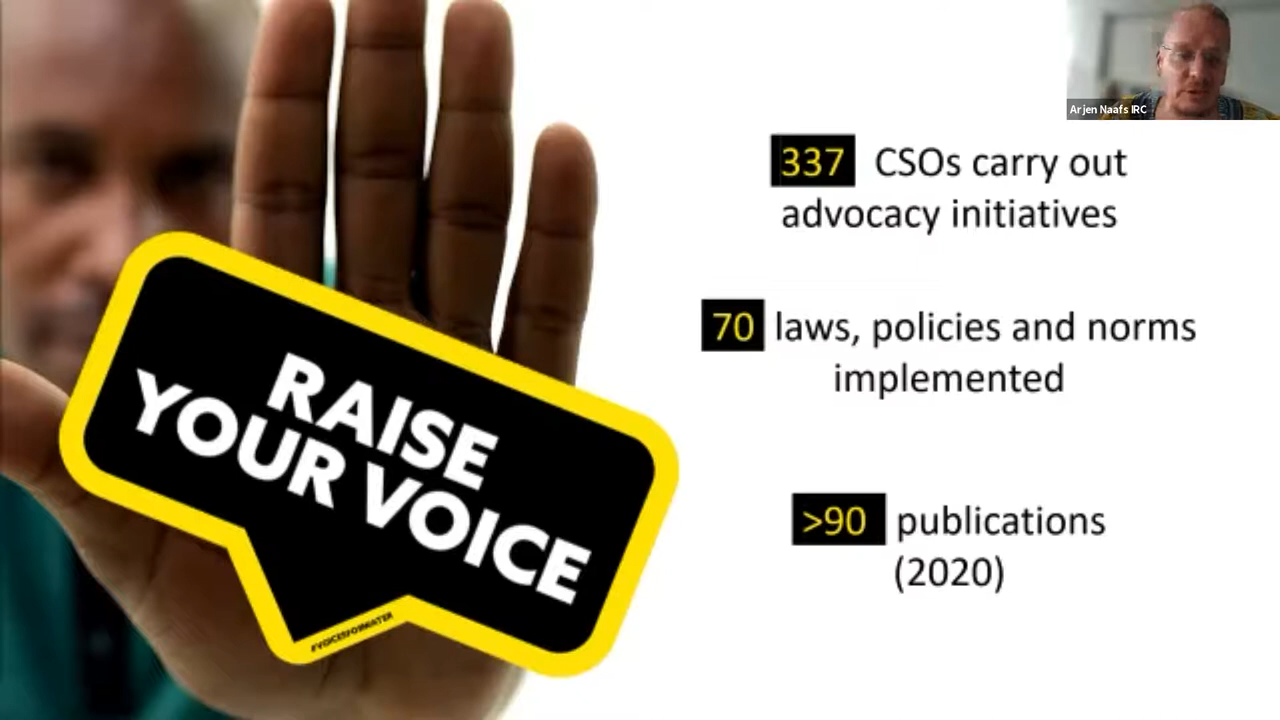 Arjen Naafs IRC
337 CSOs carry out
advocacy initiatives
70 laws, policies and norms
implemented
>90 publications
(2020)
RAISE
YOUR VOICE
#VOICESFORWATER